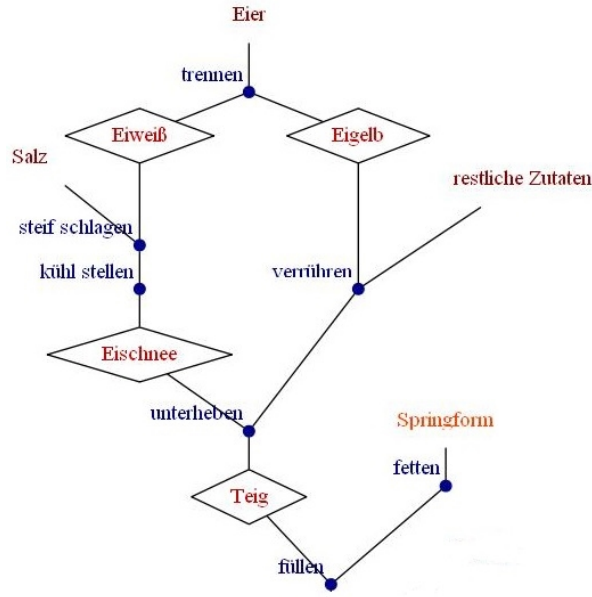 Eier
trennen
Eiweiß
Eigelb
Salz
restliche Zutaten
steif schlagen
kühl stellen
verrühren
Eischnee
unterheben
Springform
fetten
Teig
füllen